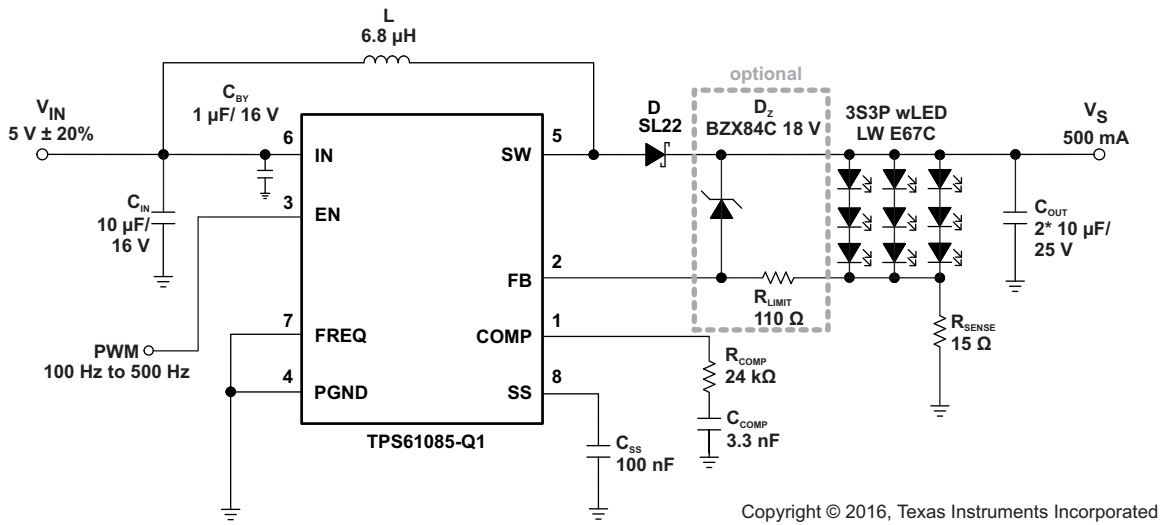 L
6.8 µH
optional
V_IN
5 V ± 20%
C_BY
1 µF/ 16 V
D
SL22
D_Z
BZX84C 18 V
3S3P wLED
LW E67C
V_S
500 mA
6
IN
SW
5
C_IN
10 µF/
16 V
3
EN
C_OUT
2* 10 µF/
25 V
FB
2
R_LIMIT
110 Ω
7
FREQ
COMP
1
R_SENSE
15 Ω
PWM
100 Hz to 500 Hz
R_COMP
24 kΩ
4
PGND
SS
8
C_COMP
3.3 nF
TPS61085-Q1
C_SS
100 nF
Copyright © 2016, Texas Instruments Incorporated